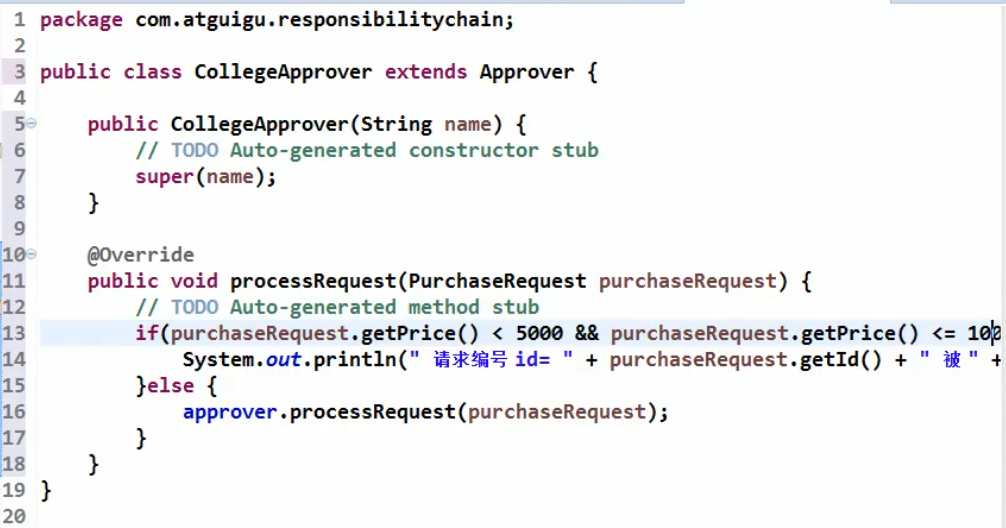 1 package com.atguigu.responsibilitychain;
2
3 public class CollegeApprover extends Approver {
4
5 public CollegeApprover(String name) {
6 // TODO Auto-generated constructor stub
7 super(name);
8 }
9
10 @Override
11 public void processRequest(PurchaseRequest purchaseRequest) {
12 // TODO Auto-generated method stub
13 if(purchaseRequest.getPrice() < 5000 && purchaseRequest.getPrice() <= 100
14 System.out.println(" 请求编号 id= " + purchaseRequest.getId() + " 被 " +
15 }else {
16 approver.processRequest(purchaseRequest);
17 }
18 }
19 }
20